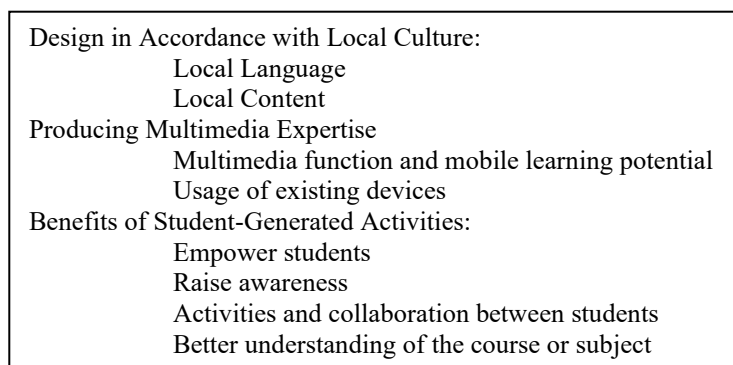 Design in Accordance with Local Culture:
Local Language
Local Content
Producing Multimedia Expertise
Multimedia function and mobile learning potential
Usage of existing devices
Benefits of Student-Generated Activities:
Empower students
Raise awareness
Activities and collaboration between students
Better understanding of the course or subject